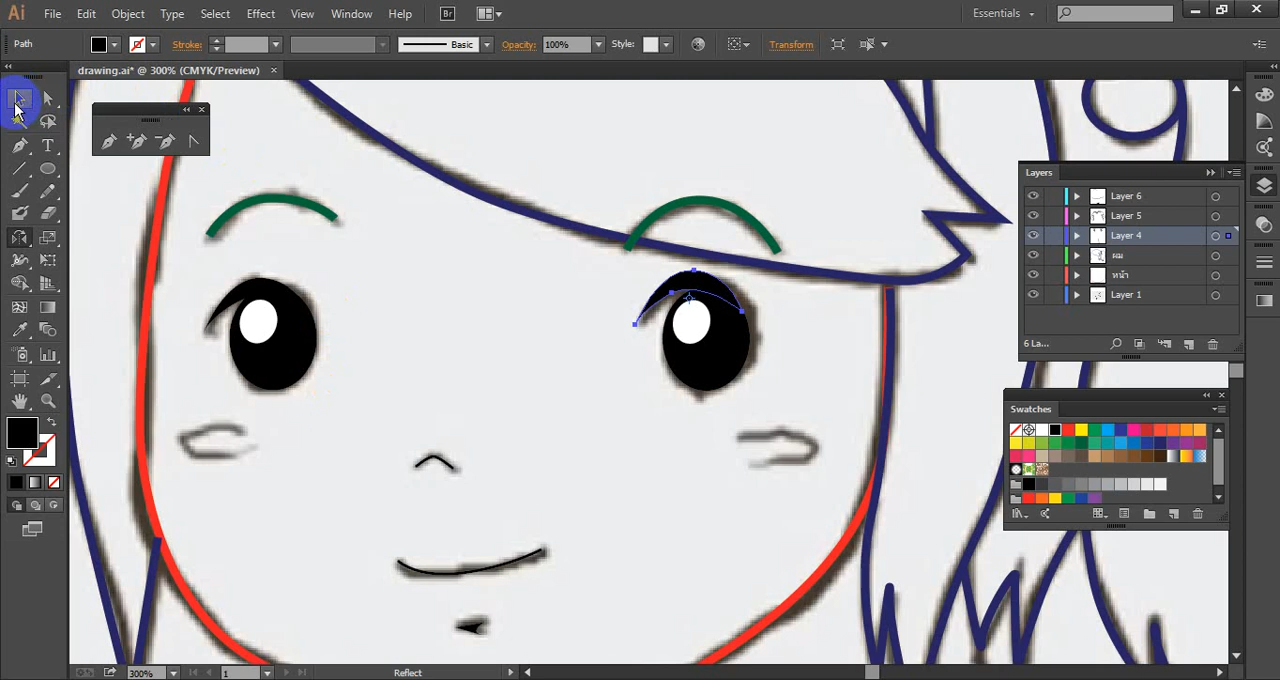 Ai File Edit Object Type Select Effect View Window Help Br Essentials
Path Stroke: Basic Opacity: 100% Style: Transform
drawing.ai* @ 300% (CMYK/Preview)
Layers
Layer 6
Layer 5
Layer 4
ผม
หน้า
Layer 1
6 La...
Swatches
300% 1 Reflect